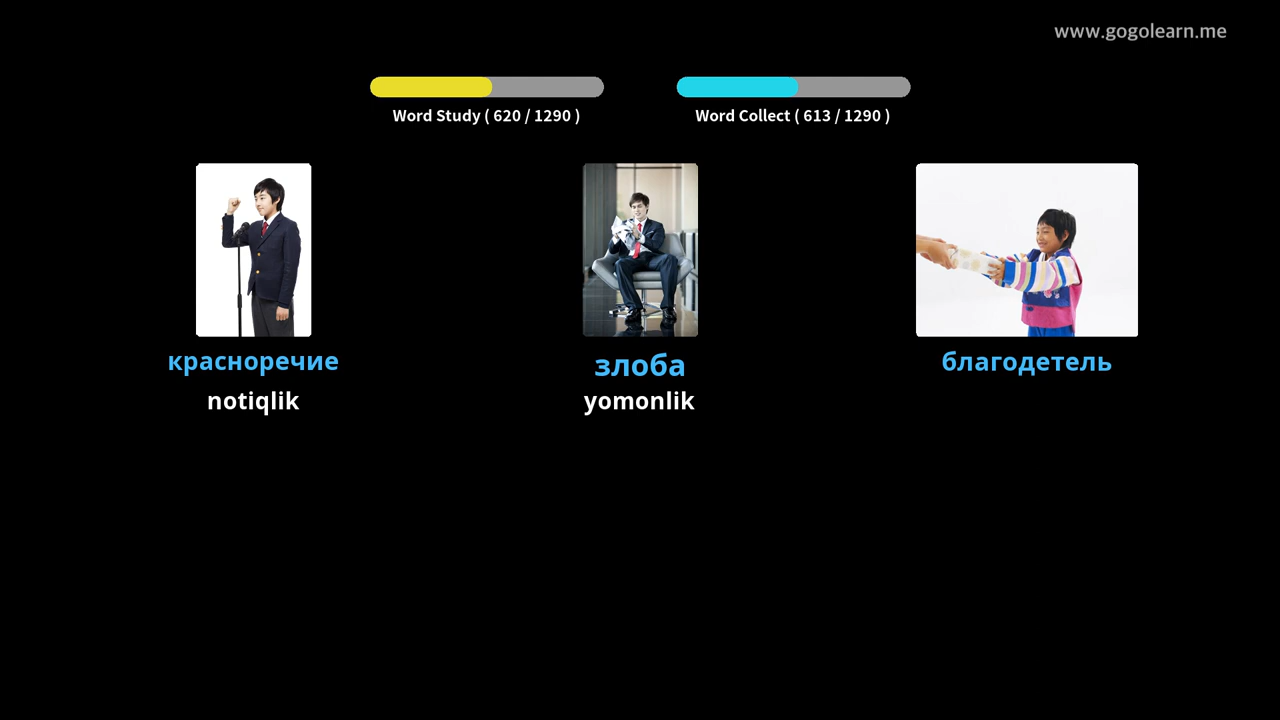 www.gogolearn.me
Word Study ( 620 / 1290 )
Word Collect ( 613 / 1290 )
красноречие
notiqlik
злоба
yomonlik
благодетель